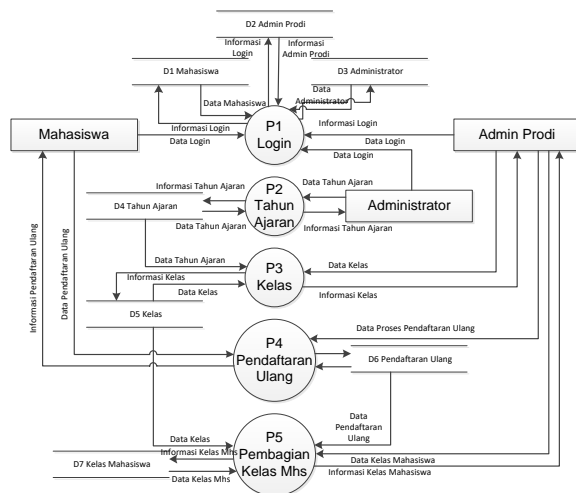 D2 Admin Prodi
Informasi
Login
Informasi
Admin Prodi
D1 Mahasiswa
Data
Administrator
D3 Administrator
Data Mahasiswa
Mahasiswa
Informasi Login
Data Login
P1
Login
Informasi Login
Data Login
Data Login
Admin Prodi
Informasi Tahun Ajaran
D4 Tahun Ajaran
Data Tahun Ajaran
P2
Tahun
Ajaran
Data Tahun Ajaran
Informasi Tahun Ajaran
Administrator
Informasi Pendaftaran Ulang
Data Pendaftaran Ulang
Data Tahun Ajaran
Informasi Kelas
Data Kelas
P3
Kelas
Data Kelas
Informasi Kelas
D5 Kelas
P4
Pendaftaran
Ulang
Data Proses Pendaftaran Ulang
D6 Pendaftaran Ulang
Data
Pendaftaran
Ulang
Data Kelas
Informasi Kelas Mhs
D7 Kelas Mahasiswa
Data Kelas Mhs
P5
Pembagian
Kelas Mhs
Data Kelas Mahasiswa
Informasi Kelas Mahasiswa